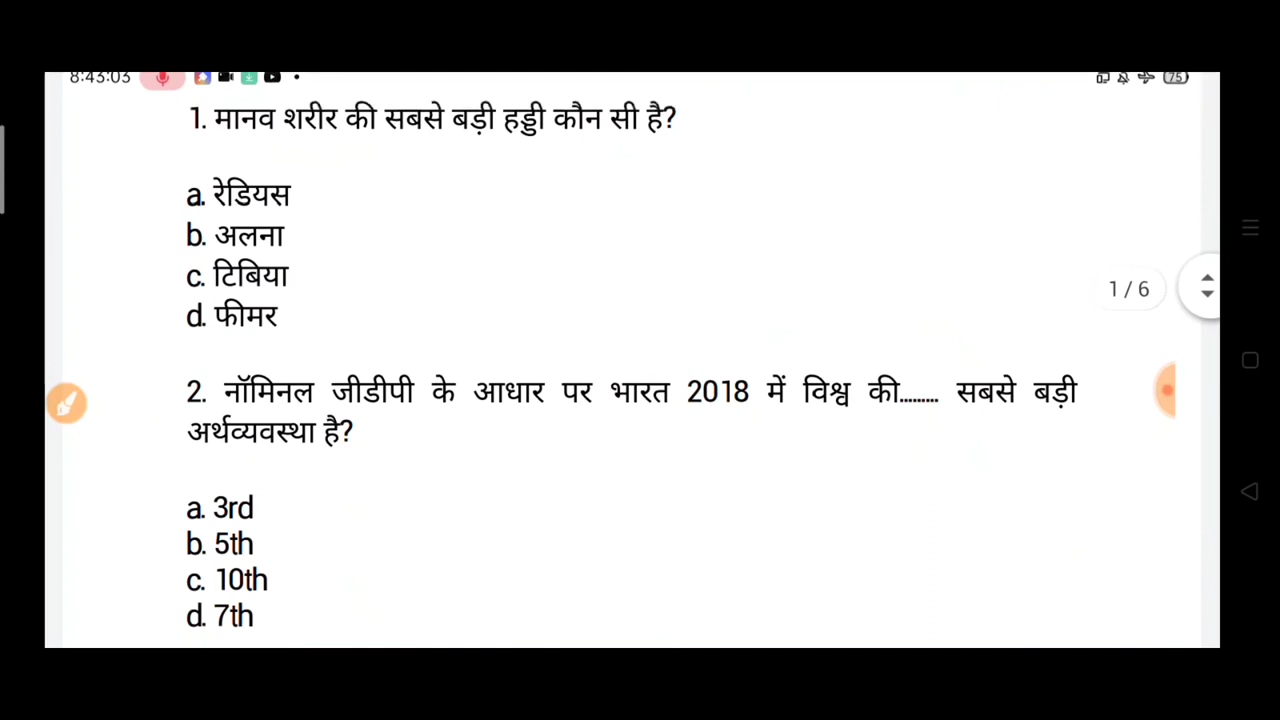 8:43:03
75
1. मानव शरीर की सबसे बड़ी हड्डी कौन सी है?
a. रेडियस
b. अलना
c. टिबिया
d. फीमर
1 / 6
2. नॉमिनल जीडीपी के आधार पर भारत 2018 में विश्व की......... सबसे बड़ी
अर्थव्यवस्था है?
a. 3rd
b. 5th
c. 10th
d. 7th